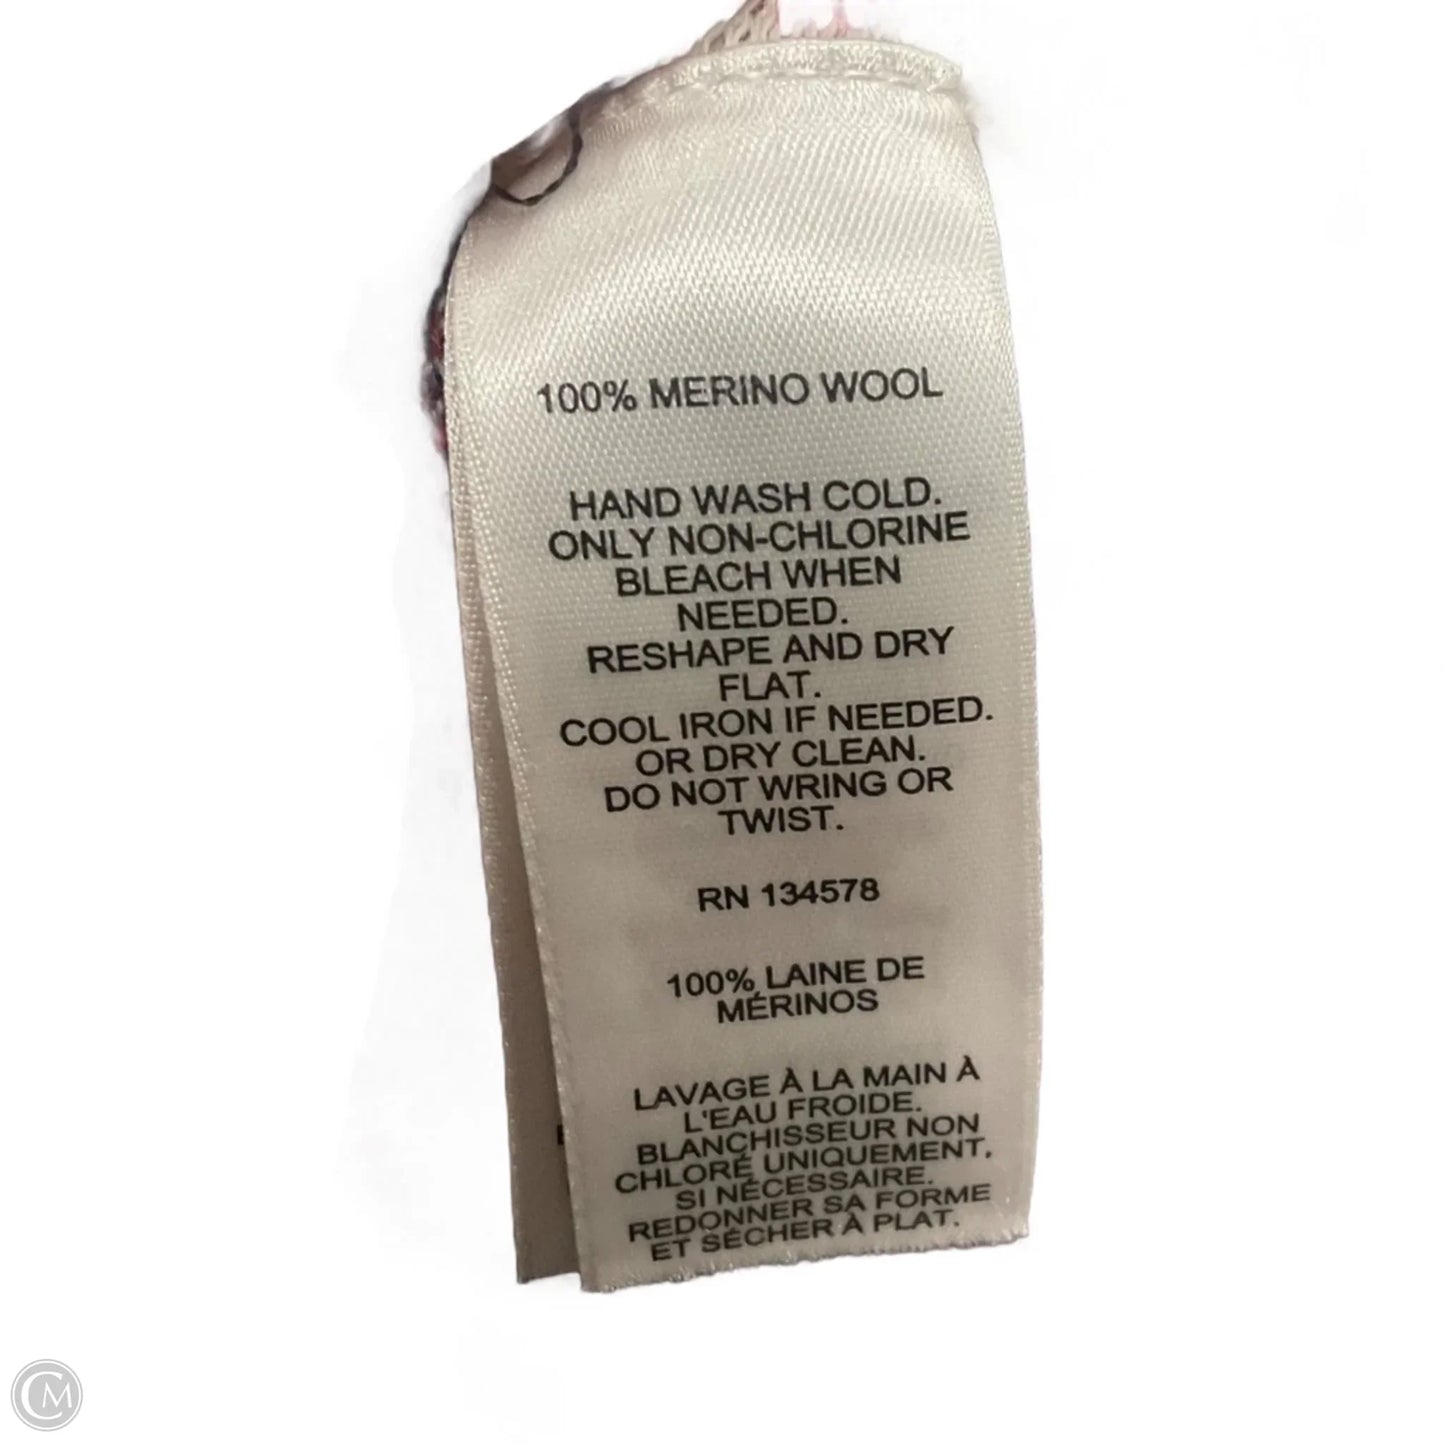 100% MERINO WOOL
HAND WASH COLD.
ONLY NON-CHLORINE
BLEACH WHEN
NEEDED.
RESHAPE AND DRY
FLAT.
COOL IRON IF NEEDED.
OR DRY CLEAN.
DO NOT WRING OR
TWIST.
RN 134578
100% LAINE DE
MÉRINOS
LAVAGE À LA MAIN À
L'EAU FROIDE.
BLANCHISSEUR NON
CHLORÉ UNIQUEMENT,
SI NÉCESSAIRE.
REDONNER SA FORME
ET SÉCHER À PLAT.
CM